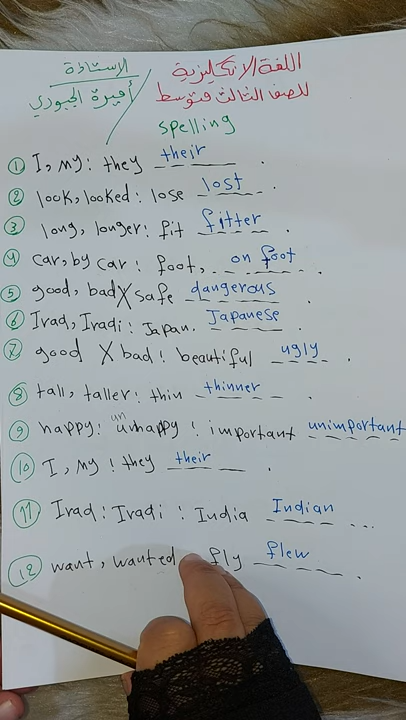 اللغة الانكليزية
للصف الثالث متوسط
الاستاذة
أميرة الجبوري
spelling
① I, my: they their.
② look, looked: lose lost.
③ long, longer: fit fitter.
④ car, by car: foot, on foot.
⑤ good, bad X safe dangerous.
⑥ Iraq, Iraqi: Japan. Japanese.
⑦ good X bad: beautiful ugly.
⑧ tall, taller: thin thinner.
⑨ happy: unhappy: important unimportant
⑩ I, my: they their.
⑪ Iraq: Iraqi: India Indian...
⑫ want, wanted fly flew.